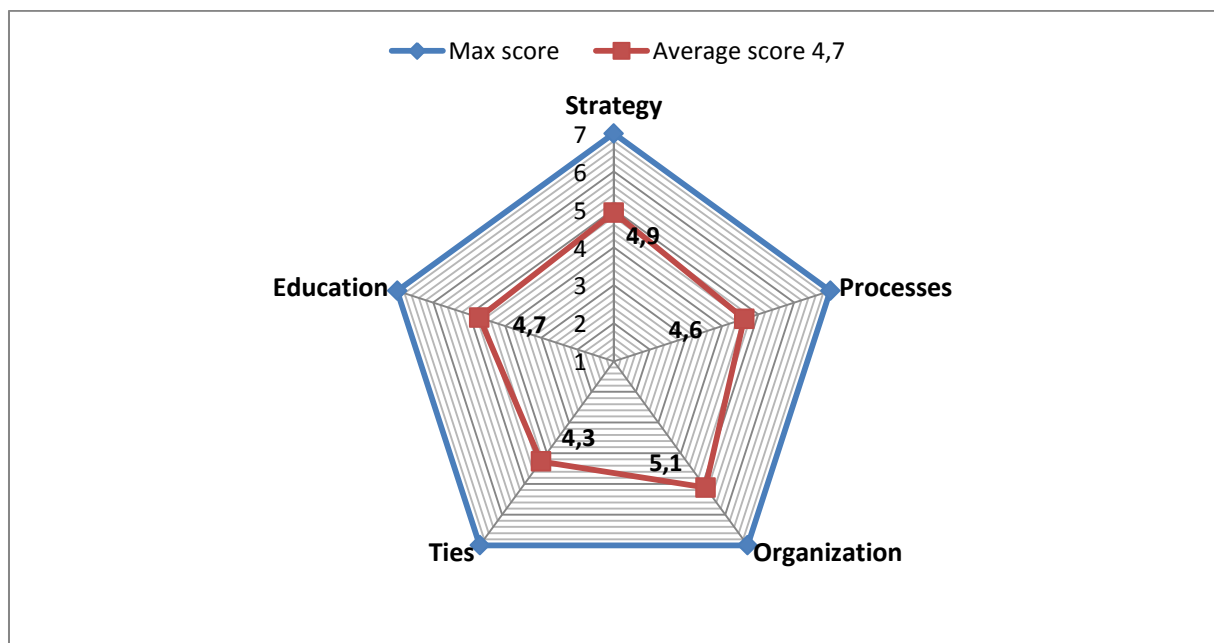 Max score Average score 4,7
Strategy
7
6
5
4,9
4
3
Education
Processes
4,7
4,6
2
1
4,3
5,1
Ties
Organization